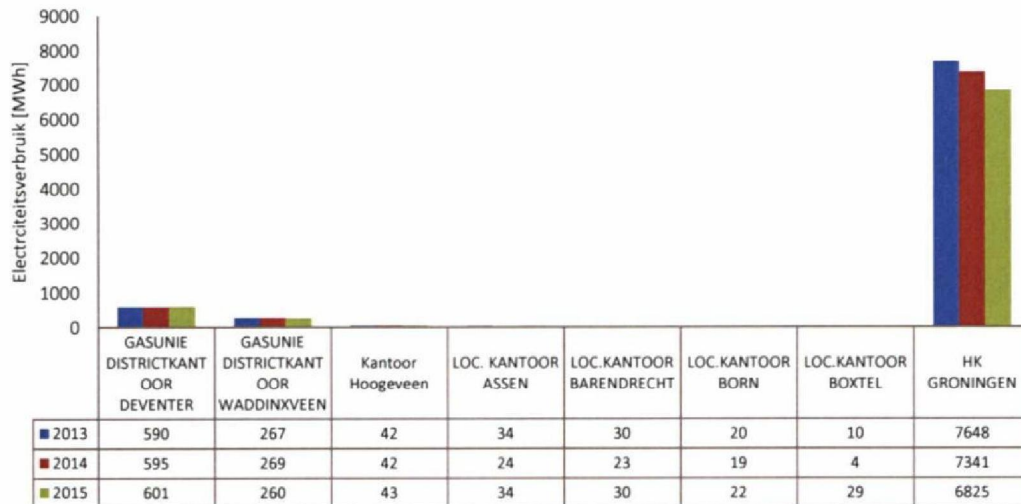 9000
8000
7000
6000
5000
4000
3000
2000
1000
0
Electrciteitsverbruik [MWh]
GASUNIE
DISTRICTKANT
OOR
DEVENTER
GASUNIE
DISTRICTKANT
OOR
WADDINXVEEN
Kantoor
Hoogeveen
LOC. KANTOOR
ASSEN
LOC.KANTOOR
BARENDRECHT
LOC.KANTOOR
BORN
LOC.KANTOOR
BOXTEL
HK
GRONINGEN
2013 590 267 42 34 30 20 10 7648
2014 595 269 42 24 23 19 4 7341
2015 601 260 43 34 30 22 29 6825